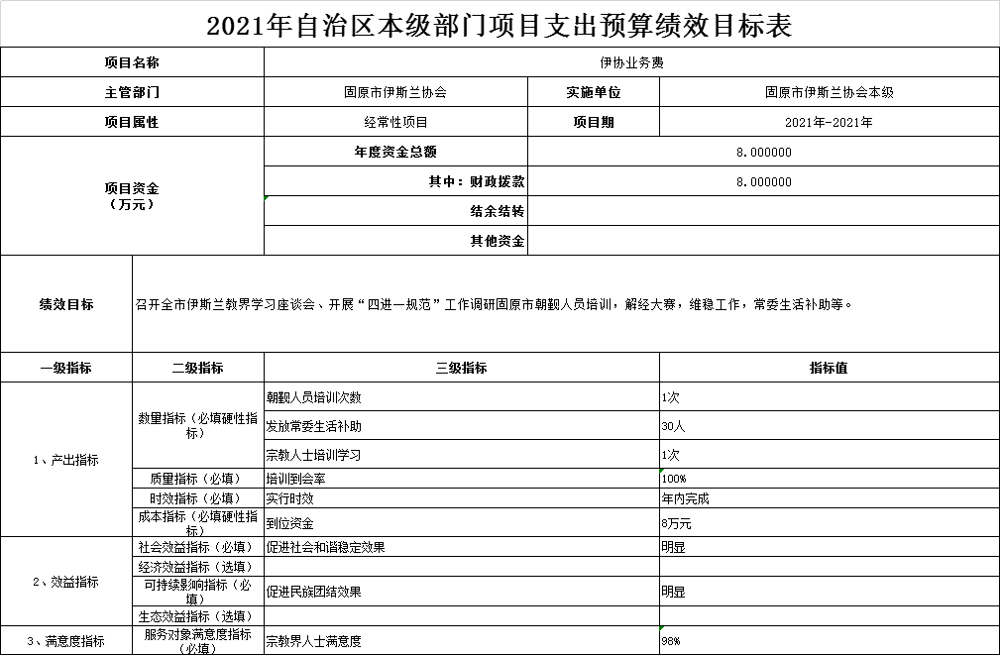 2021年自治区本级部门项目支出预算绩效目标表
项目名称
伊协业务费
主管部门
固原市伊斯兰协会
实施单位
固原市伊斯兰协会本级
项目属性
经常性项目
项目期
2021年-2021年
项目资金
（万元）
年度资金总额
8.000000
其中：财政拨款
8.000000
结余结转
其他资金
绩效目标
召开全市伊斯兰教界学习座谈会、开展“四进一规范”工作调研固原市朝觐人员培训，解经大赛，维稳工作，常委生活补助等。
一级指标
二级指标
三级指标
指标值
1、产出指标
数量指标（必填硬性指
标）
朝觐人员培训次数
1次
发放常委生活补助
30人
宗教人士培训学习
1次
质量指标（必填）
培训到会率
100%
时效指标（必填）
实行时效
年内完成
成本指标（必填硬性指
标）
到位资金
8万元
2、效益指标
社会效益指标（必填）
促进社会和谐稳定效果
明显
经济效益指标（选填）
可持续影响指标（必
填）
促进民族团结效果
明显
生态效益指标（选填）
3、满意度指标
服务对象满意度指标
（必填）
宗教界人士满意度
98%